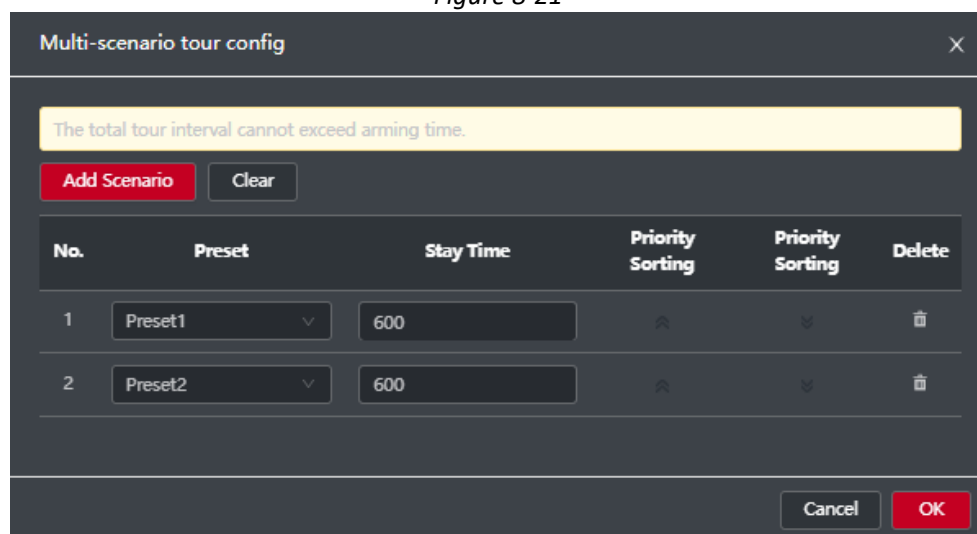 Multi-scenario tour config
The total tour interval cannot exceed arming time.
Add Scenario Clear
No. Preset Stay Time Priority Sorting Priority Sorting Delete
1 Preset1 600
2 Preset2 600
Cancel OK